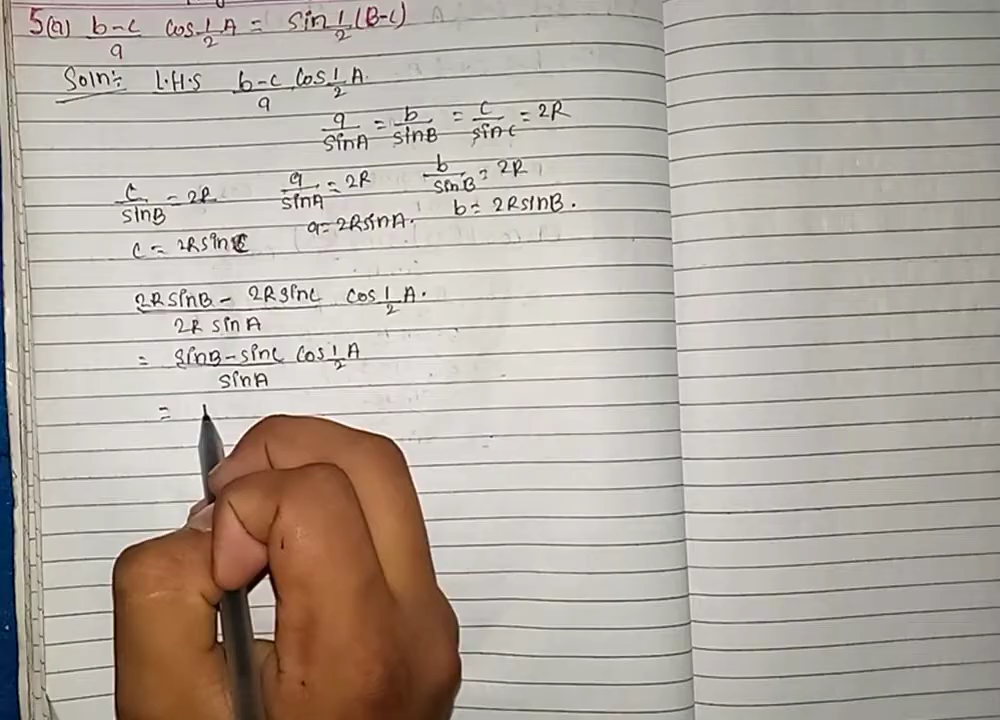 5(a) b-c/a cos 1/2 A = sin 1/2 (B-C)
Soln:- L.H.S b-c/a cos 1/2 A.
a/sinA = b/sinB = c/sinC = 2R
c/sinB = 2R a/sinA = 2R b/sinB = 2R
c = 2RsinC a = 2RsinA. b = 2RsinB.
2RsinB - 2RsinC / 2R sinA cos 1/2 A.
= sinB - sinC / sinA cos 1/2 A
=